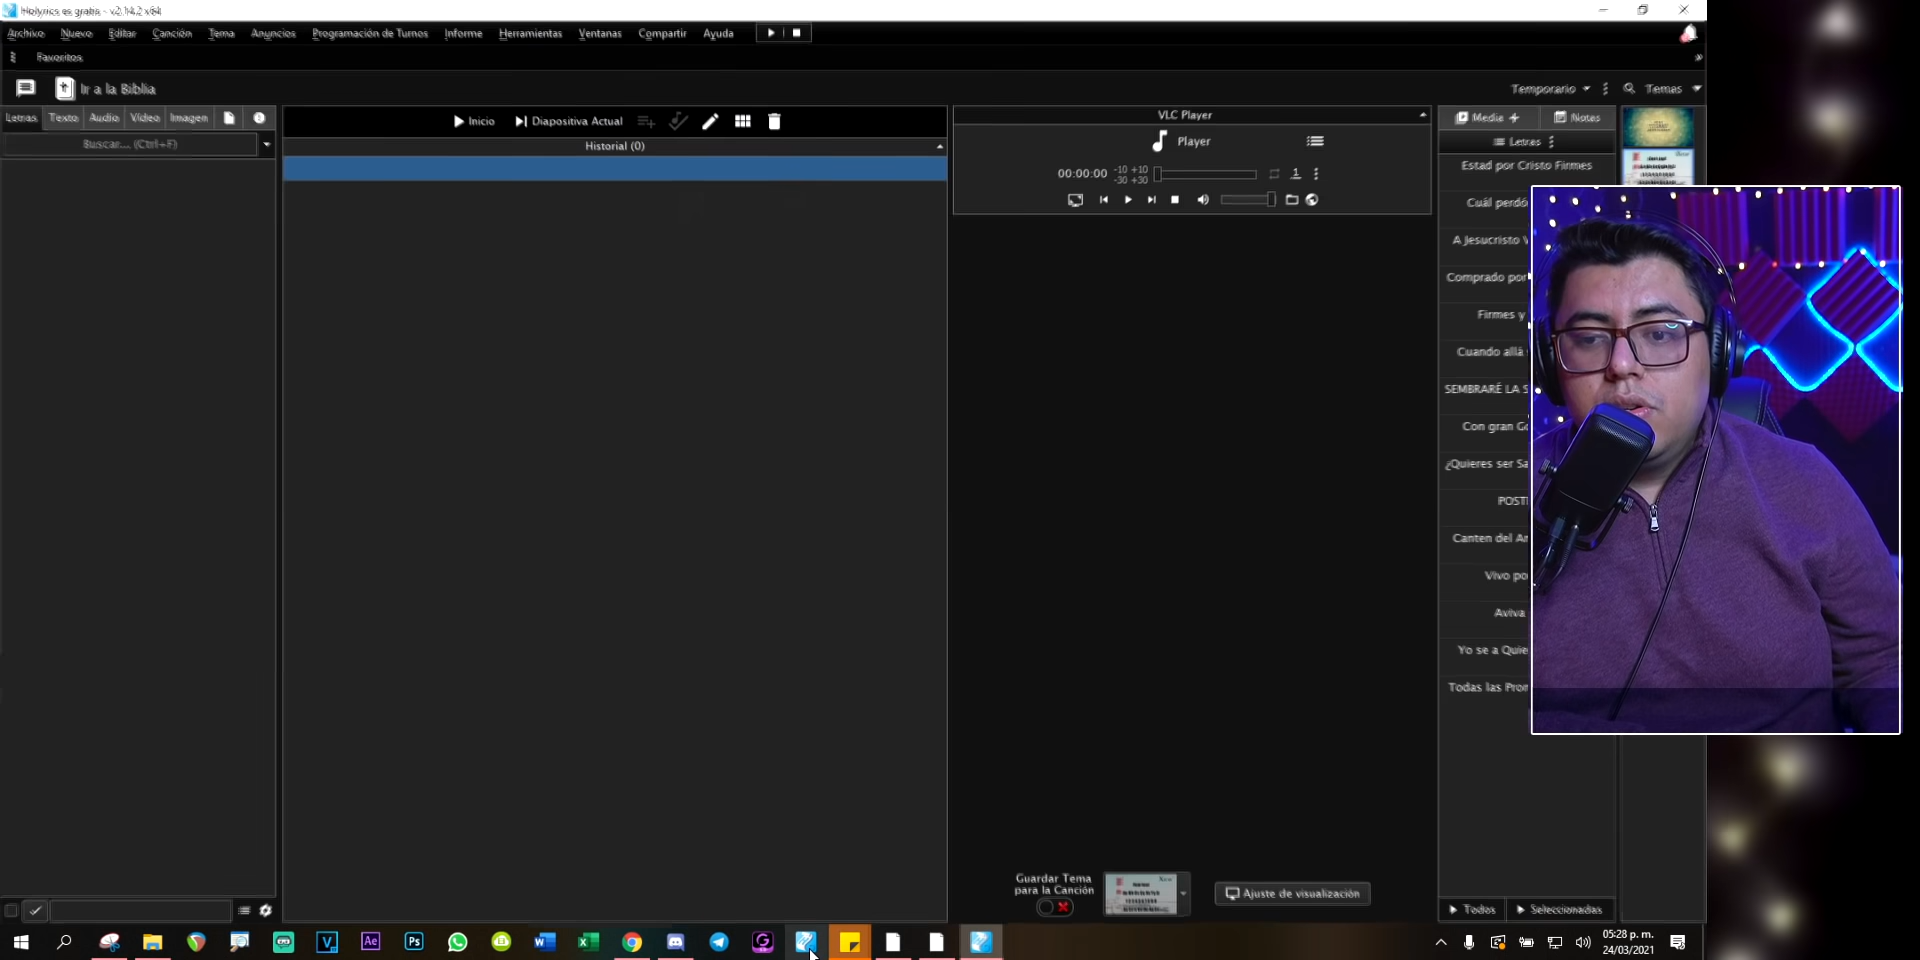 Holyrics es gratis - v2.14.2 x64
Archivo Nuevo Editar Canción Tema Anuncios Programación de Turnos Informe Herramientas Ventanas Compartir Ayuda
Favoritos
Ir a la Biblia
Temporario
Temas
Letras Texto Audio Video Imagen
Inicio Diapositiva Actual
VLC Player
Media
Notas
Buscar... (Ctrl+F)
Historial (0)
Player
Letras
Estad por Cristo Firmes
00:00:00
-10 +10
-30 +30
1
Cuál perdó
A Jesucristo V
Comprado por
Firmes y
Cuando allá
SEMBRARÉ LA S
Con gran G
¿Quieres ser Sa
POST
Canten del A
Vivo po
Aviva
Yo se a Quie
Todas las Pro
Guardar Tema
para la Canción
Ajuste de visualización
Todos
Seleccionadas
05:28 p. m.
24/03/2021